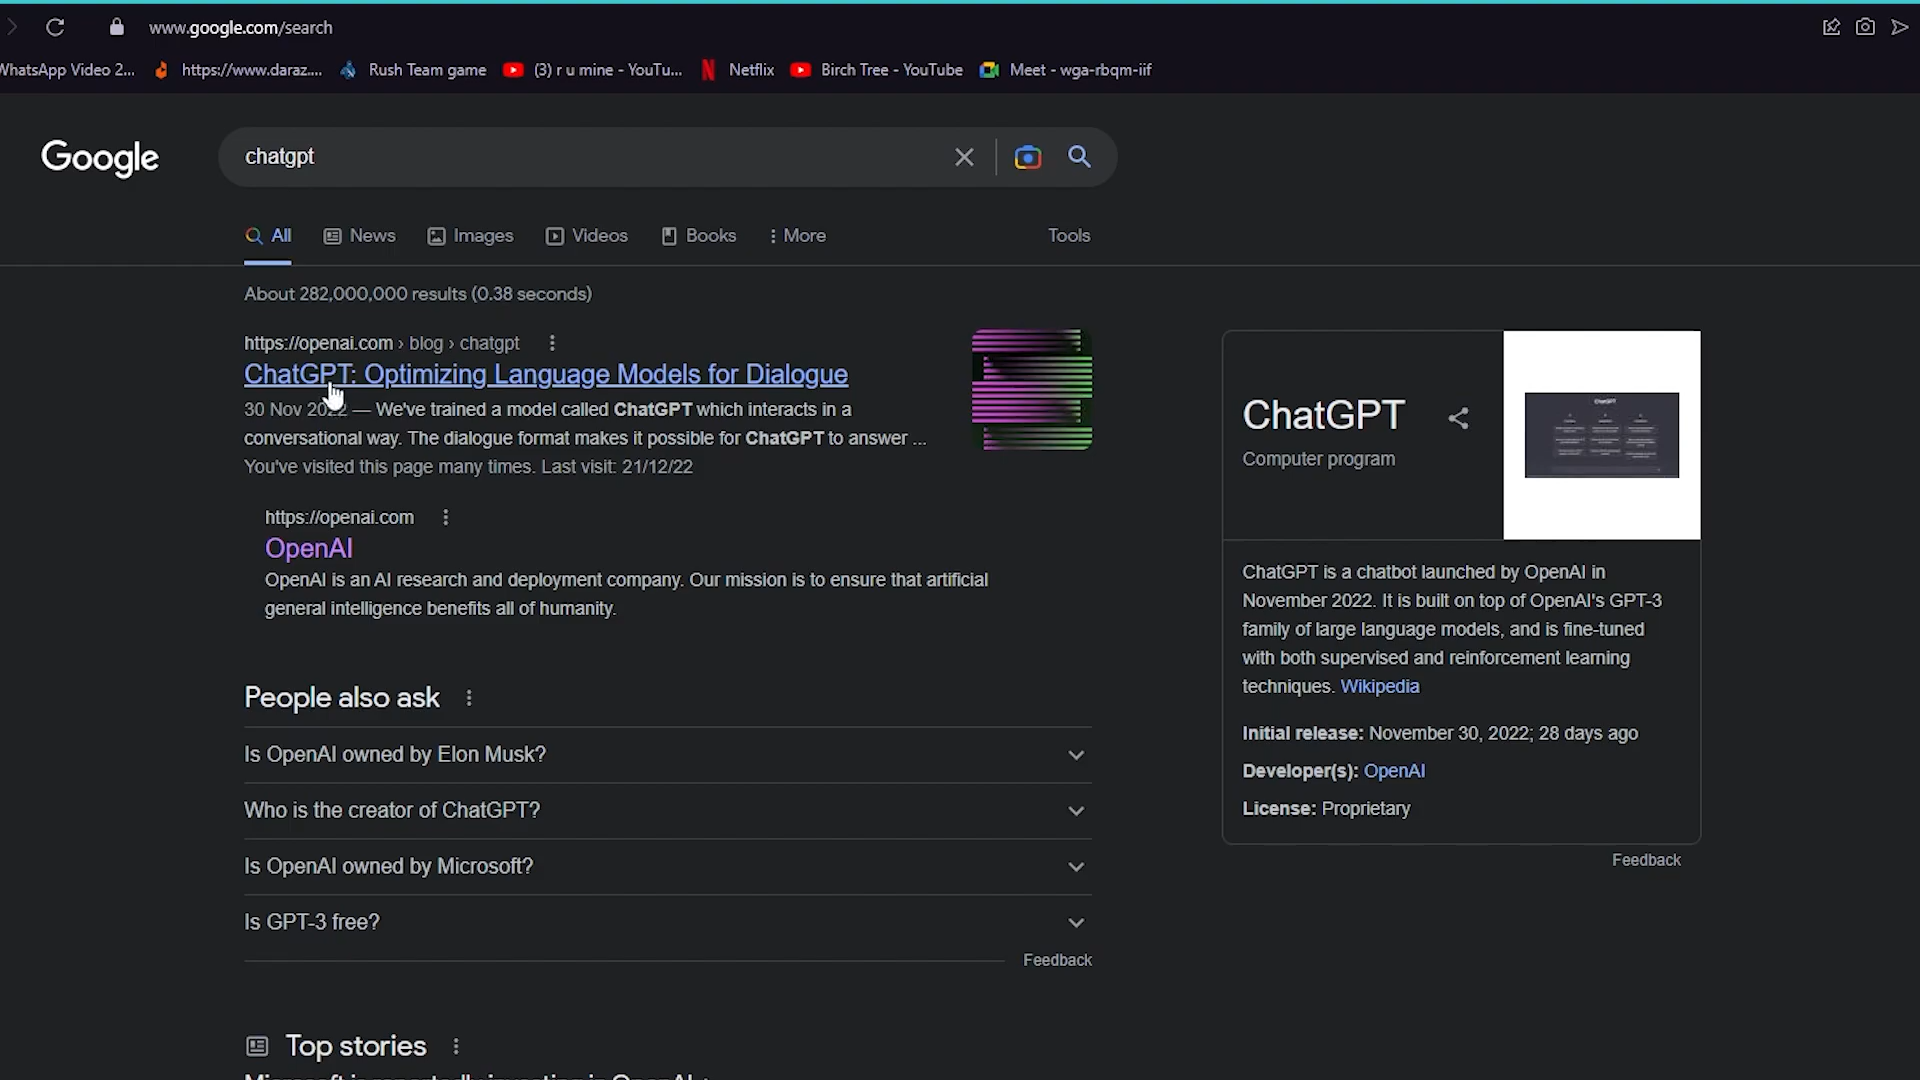 www.google.com/search
WhatsApp Video 2...
https://www.daraz....
Rush Team game
(3) r u mine - YouTu...
Netflix
Birch Tree - YouTube
Meet - wga-rbqm-iif
Google
chatgpt
All
News
Images
Videos
Books
More
Tools
About 282,000,000 results (0.38 seconds)
https://openai.com › blog › chatgpt
ChatGPT: Optimizing Language Models for Dialogue
30 Nov 2022 — We've trained a model called ChatGPT which interacts in a
conversational way. The dialogue format makes it possible for ChatGPT to answer ...
You've visited this page many times. Last visit: 21/12/22
https://openai.com
OpenAI
OpenAI is an AI research and deployment company. Our mission is to ensure that artificial
general intelligence benefits all of humanity.
People also ask
Is OpenAI owned by Elon Musk?
Who is the creator of ChatGPT?
Is OpenAI owned by Microsoft?
Is GPT-3 free?
Feedback
Top stories
ChatGPT
Computer program
ChatGPT is a chatbot launched by OpenAI in
November 2022. It is built on top of OpenAI's GPT-3
family of large language models, and is fine-tuned
with both supervised and reinforcement learning
techniques. Wikipedia
Initial release: November 30, 2022; 28 days ago
Developer(s): OpenAI
License: Proprietary
Feedback